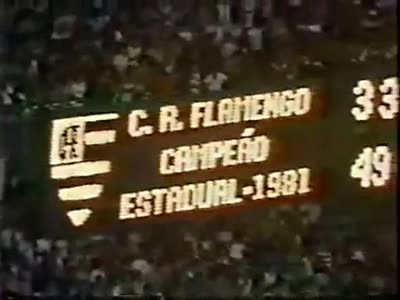 C. R. FLAMENGO 33
CAMPEÃO
ESTADUAL-1981 49